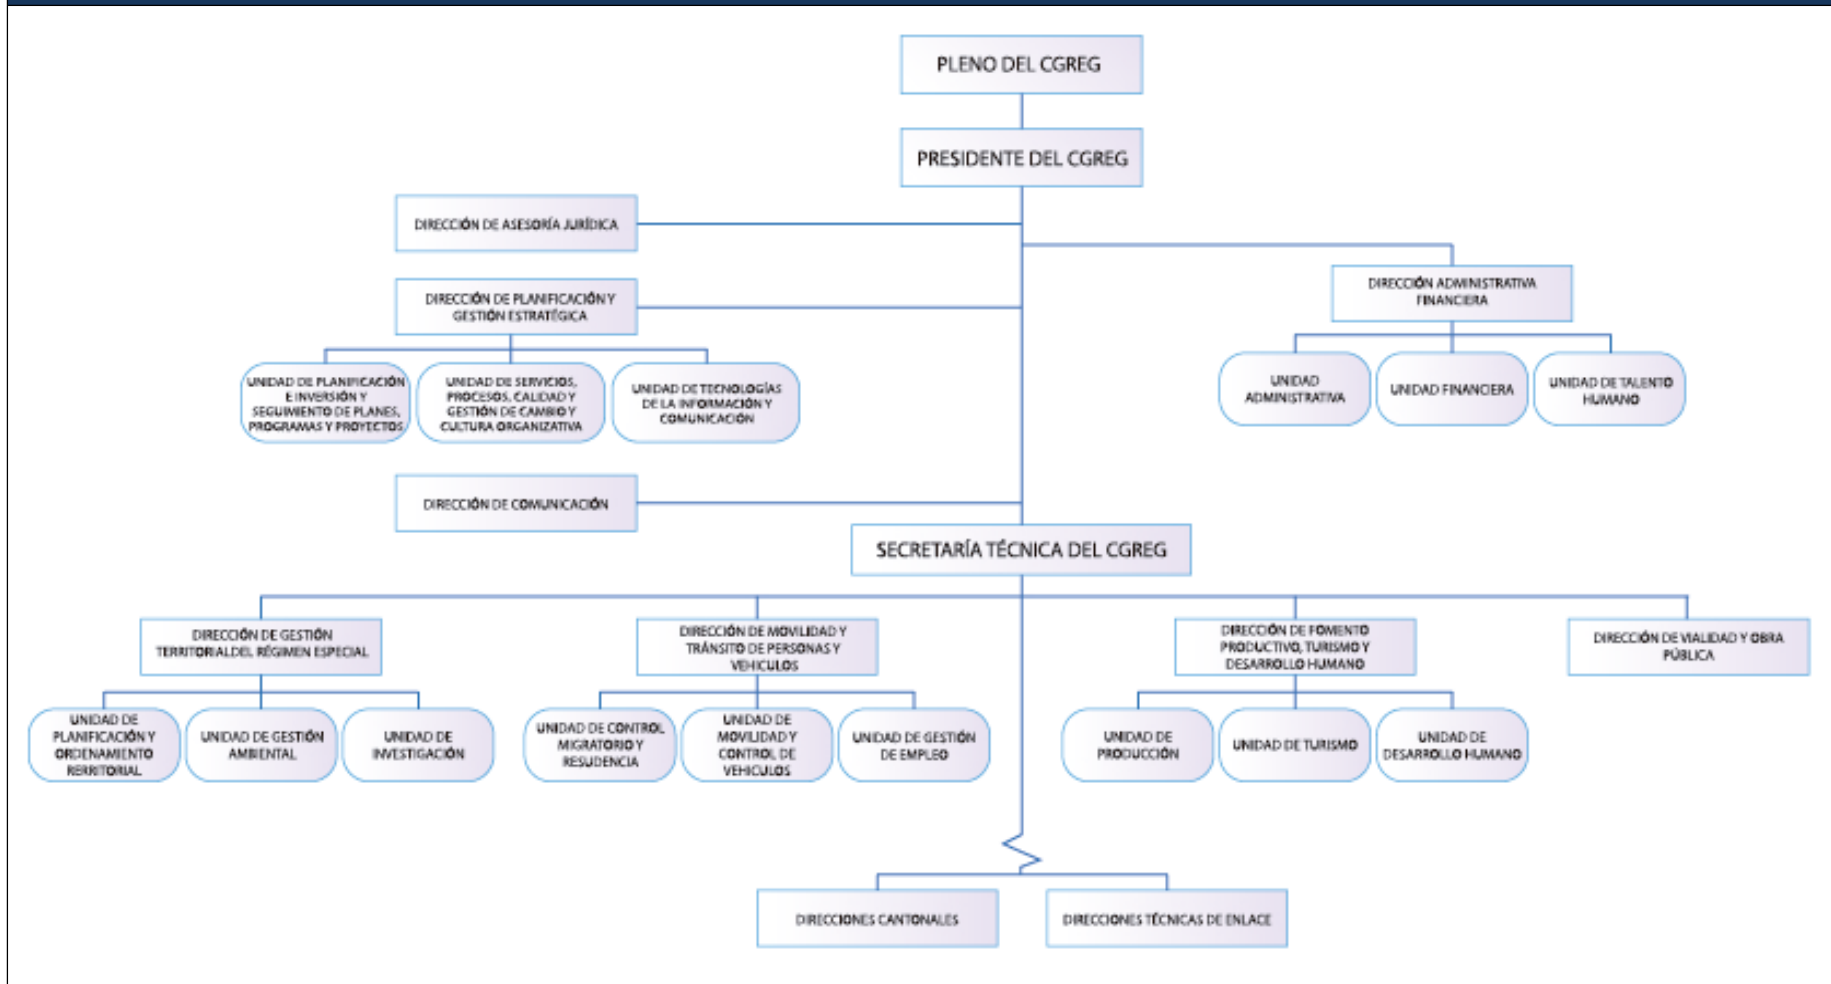 PLENO DEL CGREG
PRESIDENTE DEL CGREG
DIRECCIÓN DE ASESORÍA JURÍDICA
DIRECCIÓN ADMINISTRATIVA
FINANCIERA
DIRECCIÓN DE PLANIFICACIÓN Y
GESTIÓN ESTRATÉGICA
UNIDAD DE PLANIFICACIÓN
E INVERSIÓN Y
SEGUIMIENTO DE PLANES,
PROGRAMAS Y PROYECTOS
UNIDAD DE SERVICIOS,
PROCESOS, CALIDAD Y
GESTIÓN DE CAMBIO Y
CULTURA ORGANIZATIVA
UNIDAD DE TECNOLOGÍAS
DE LA INFORMACIÓN Y
COMUNICACIÓN
UNIDAD
ADMINISTRATIVA
UNIDAD FINANCIERA
UNIDAD DE TALENTO
HUMANO
DIRECCIÓN DE COMUNICACIÓN
SECRETARÍA TÉCNICA DEL CGREG
DIRECCIÓN DE GESTIÓN
TERRITORIALDEL RÉGIMEN ESPECIAL
DIRECCIÓN DE MOVILIDAD Y
TRÁNSITO DE PERSONAS Y
VEHICULOS
DIRECCIÓN DE FOMENTO
PRODUCTIVO, TURISMO Y
DESARROLLO HUMANO
DIRECCIÓN DE VIALIDAD Y OBRA
PÚBLICA
UNIDAD DE
PLANIFICACIÓN Y
ORDENAMIENTO
RERRITORIAL
UNIDAD DE GESTIÓN
AMBIENTAL
UNIDAD DE
INVESTIGACIÓN
UNIDAD DE CONTROL
MIGRATORIO Y
RESUDENCIA
UNIDAD DE
MOVILIDAD Y
CONTROL DE
VEHICULOS
UNIDAD DE GESTIÓN
DE EMPLEO
UNIDAD DE
PRODUCCIÓN
UNIDAD DE TURISMO
UNIDAD DE
DESARROLLO HUMANO
DIRECCIONES CANTONALES
DIRECCIONES TÉCNICAS DE ENLACE